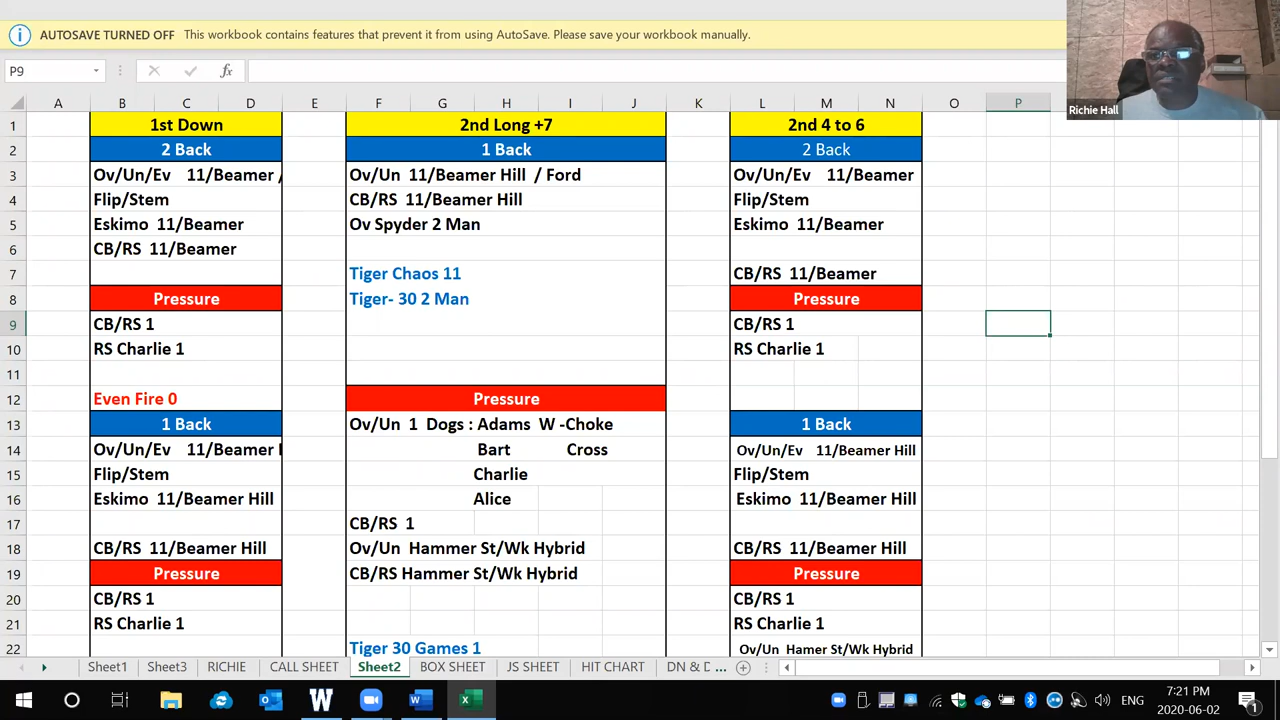 AUTOSAVE TURNED OFF This workbook contains features that prevent it from using AutoSave. Please save your workbook manually.
Richie Hall
P9 fx
A B C D E F G H I J K L M N O P
1 1st Down 2nd Long +7 2nd 4 to 6
2 2 Back 1 Back 2 Back
3 Ov/Un/Ev 11/Beamer / Ov/Un 11/Beamer Hill / Ford Ov/Un/Ev 11/Beamer
4 Flip/Stem CB/RS 11/Beamer Hill Flip/Stem
5 Eskimo 11/Beamer Ov Spyder 2 Man Eskimo 11/Beamer
6 CB/RS 11/Beamer
7 Tiger Chaos 11 CB/RS 11/Beamer
8 Pressure Tiger- 30 2 Man Pressure
9 CB/RS 1 CB/RS 1
10 RS Charlie 1 RS Charlie 1
11
12 Even Fire 0 Pressure
13 1 Back Ov/Un 1 Dogs : Adams W -Choke 1 Back
14 Ov/Un/Ev 11/Beamer Bart Cross Ov/Un/Ev 11/Beamer Hill
15 Flip/Stem Charlie Flip/Stem
16 Eskimo 11/Beamer Hill Alice Eskimo 11/Beamer Hill
17 CB/RS 1
18 CB/RS 11/Beamer Hill Ov/Un Hammer St/Wk Hybrid CB/RS 11/Beamer Hill
19 Pressure CB/RS Hammer St/Wk Hybrid Pressure
20 CB/RS 1 CB/RS 1
21 RS Charlie 1 RS Charlie 1
22 Tiger 30 Games 1 Ov/Un Hamer St/Wk Hybrid
Sheet1 Sheet3 RICHIE CALL SHEET Sheet2 BOX SHEET JS SHEET HIT CHART DN & D ...
ENG 7:21 PM
2020-06-02 1